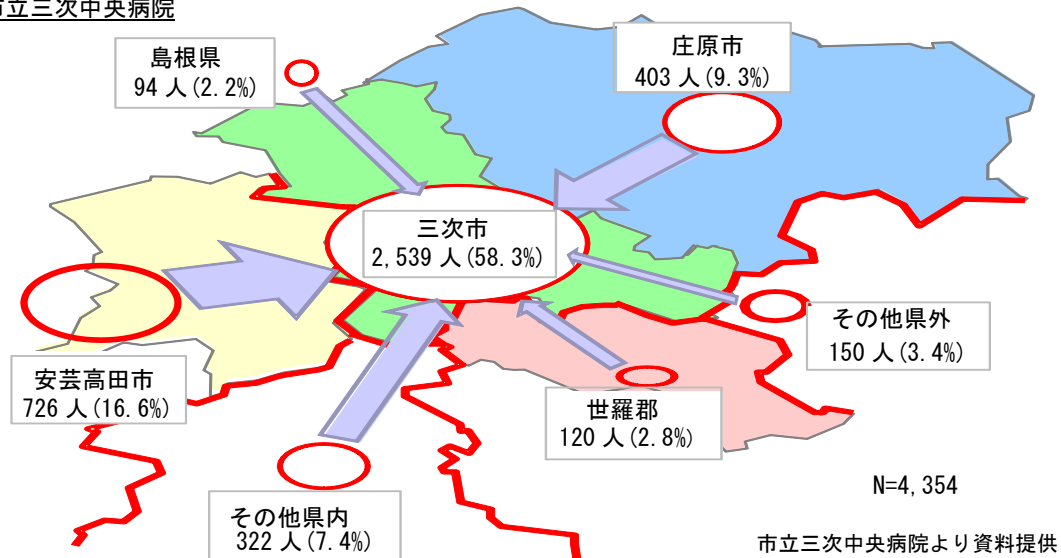 市立三次中央病院
島根県
94 人(2.2%)
庄原市
403 人(9.3%)
三次市
2,539 人(58.3%)
その他県外
150 人(3.4%)
安芸高田市
726 人(16.6%)
世羅郡
120 人(2.8%)
その他県内
322 人(7.4%)
N=4,354
市立三次中央病院より資料提供